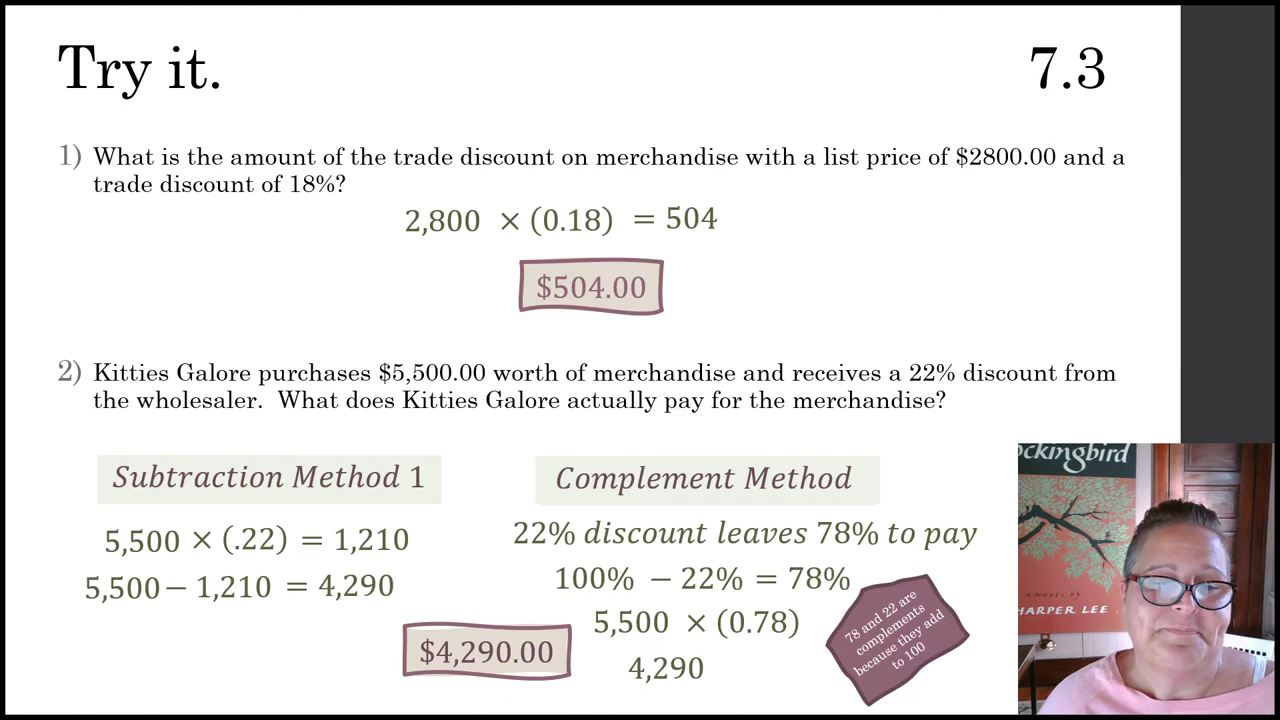 Try it.
7.3
1) What is the amount of the trade discount on merchandise with a list price of $2800.00 and a
trade discount of 18%?
2,800 × (0.18) = 504
$504.00
2) Kitties Galore purchases $5,500.00 worth of merchandise and receives a 22% discount from
the wholesaler. What does Kitties Galore actually pay for the merchandise?
Subtraction Method 1
5,500 × (.22) = 1,210
5,500 − 1,210 = 4,290
$4,290.00
Complement Method
22% discount leaves 78% to pay
100% − 22% = 78%
5,500 × (0.78)
4,290
78 and 22 are
complements
because they add
to 100
ockingbird
A NOVEL BY
HARPER LEE